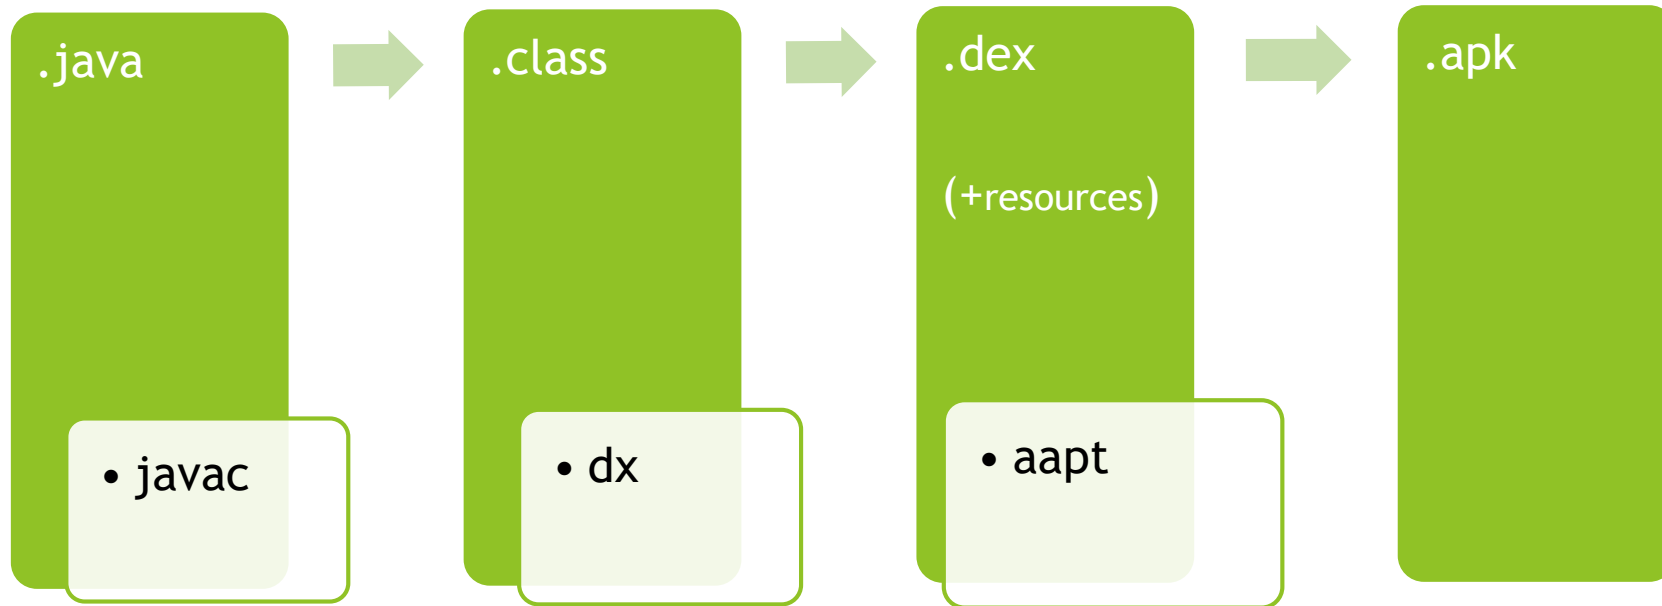 .java
.class
.dex
(+resources)
.apk
• javac
• dx
• aapt